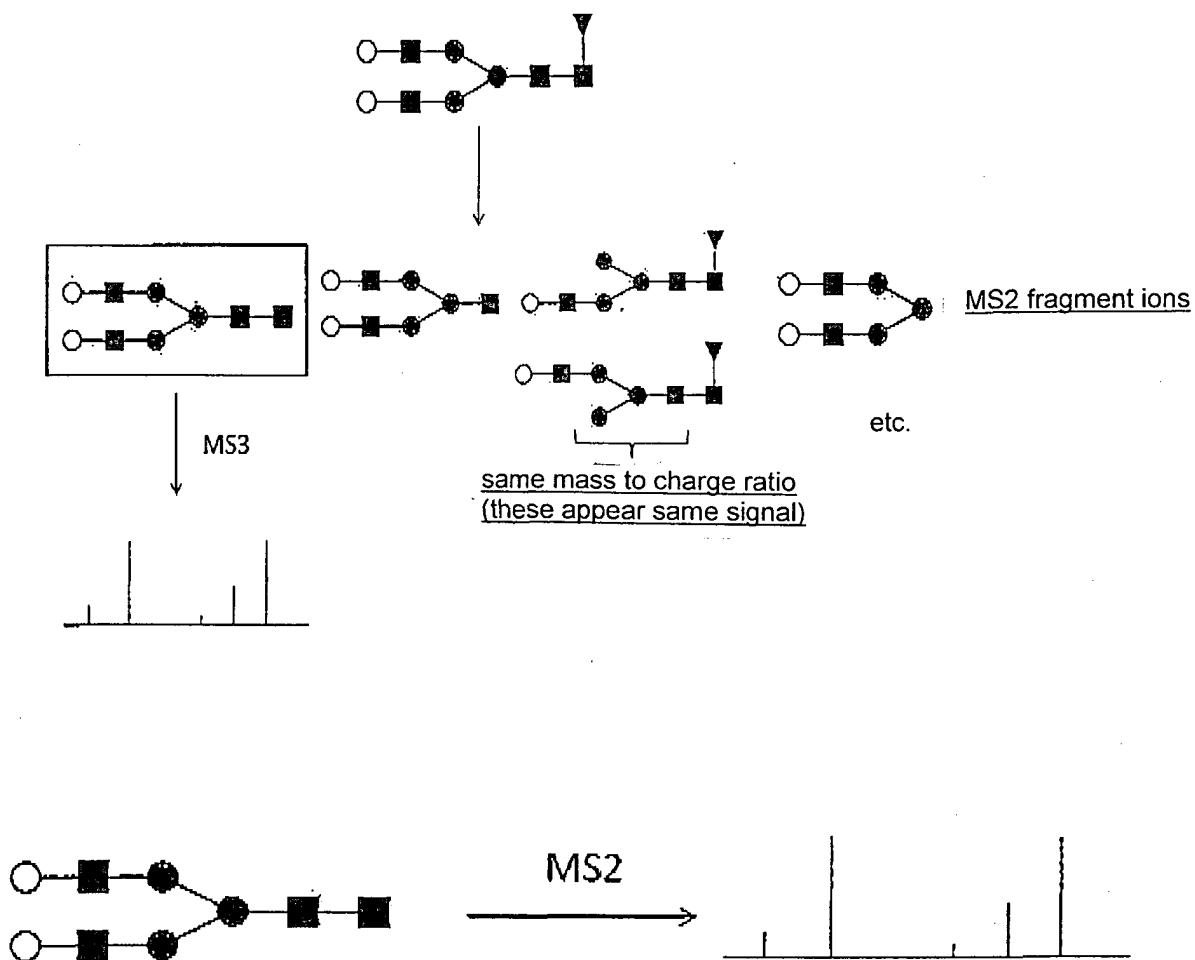 MS2 fragment ions
etc.
MS3
same mass to charge ratio
(these appear same signal)
MS2